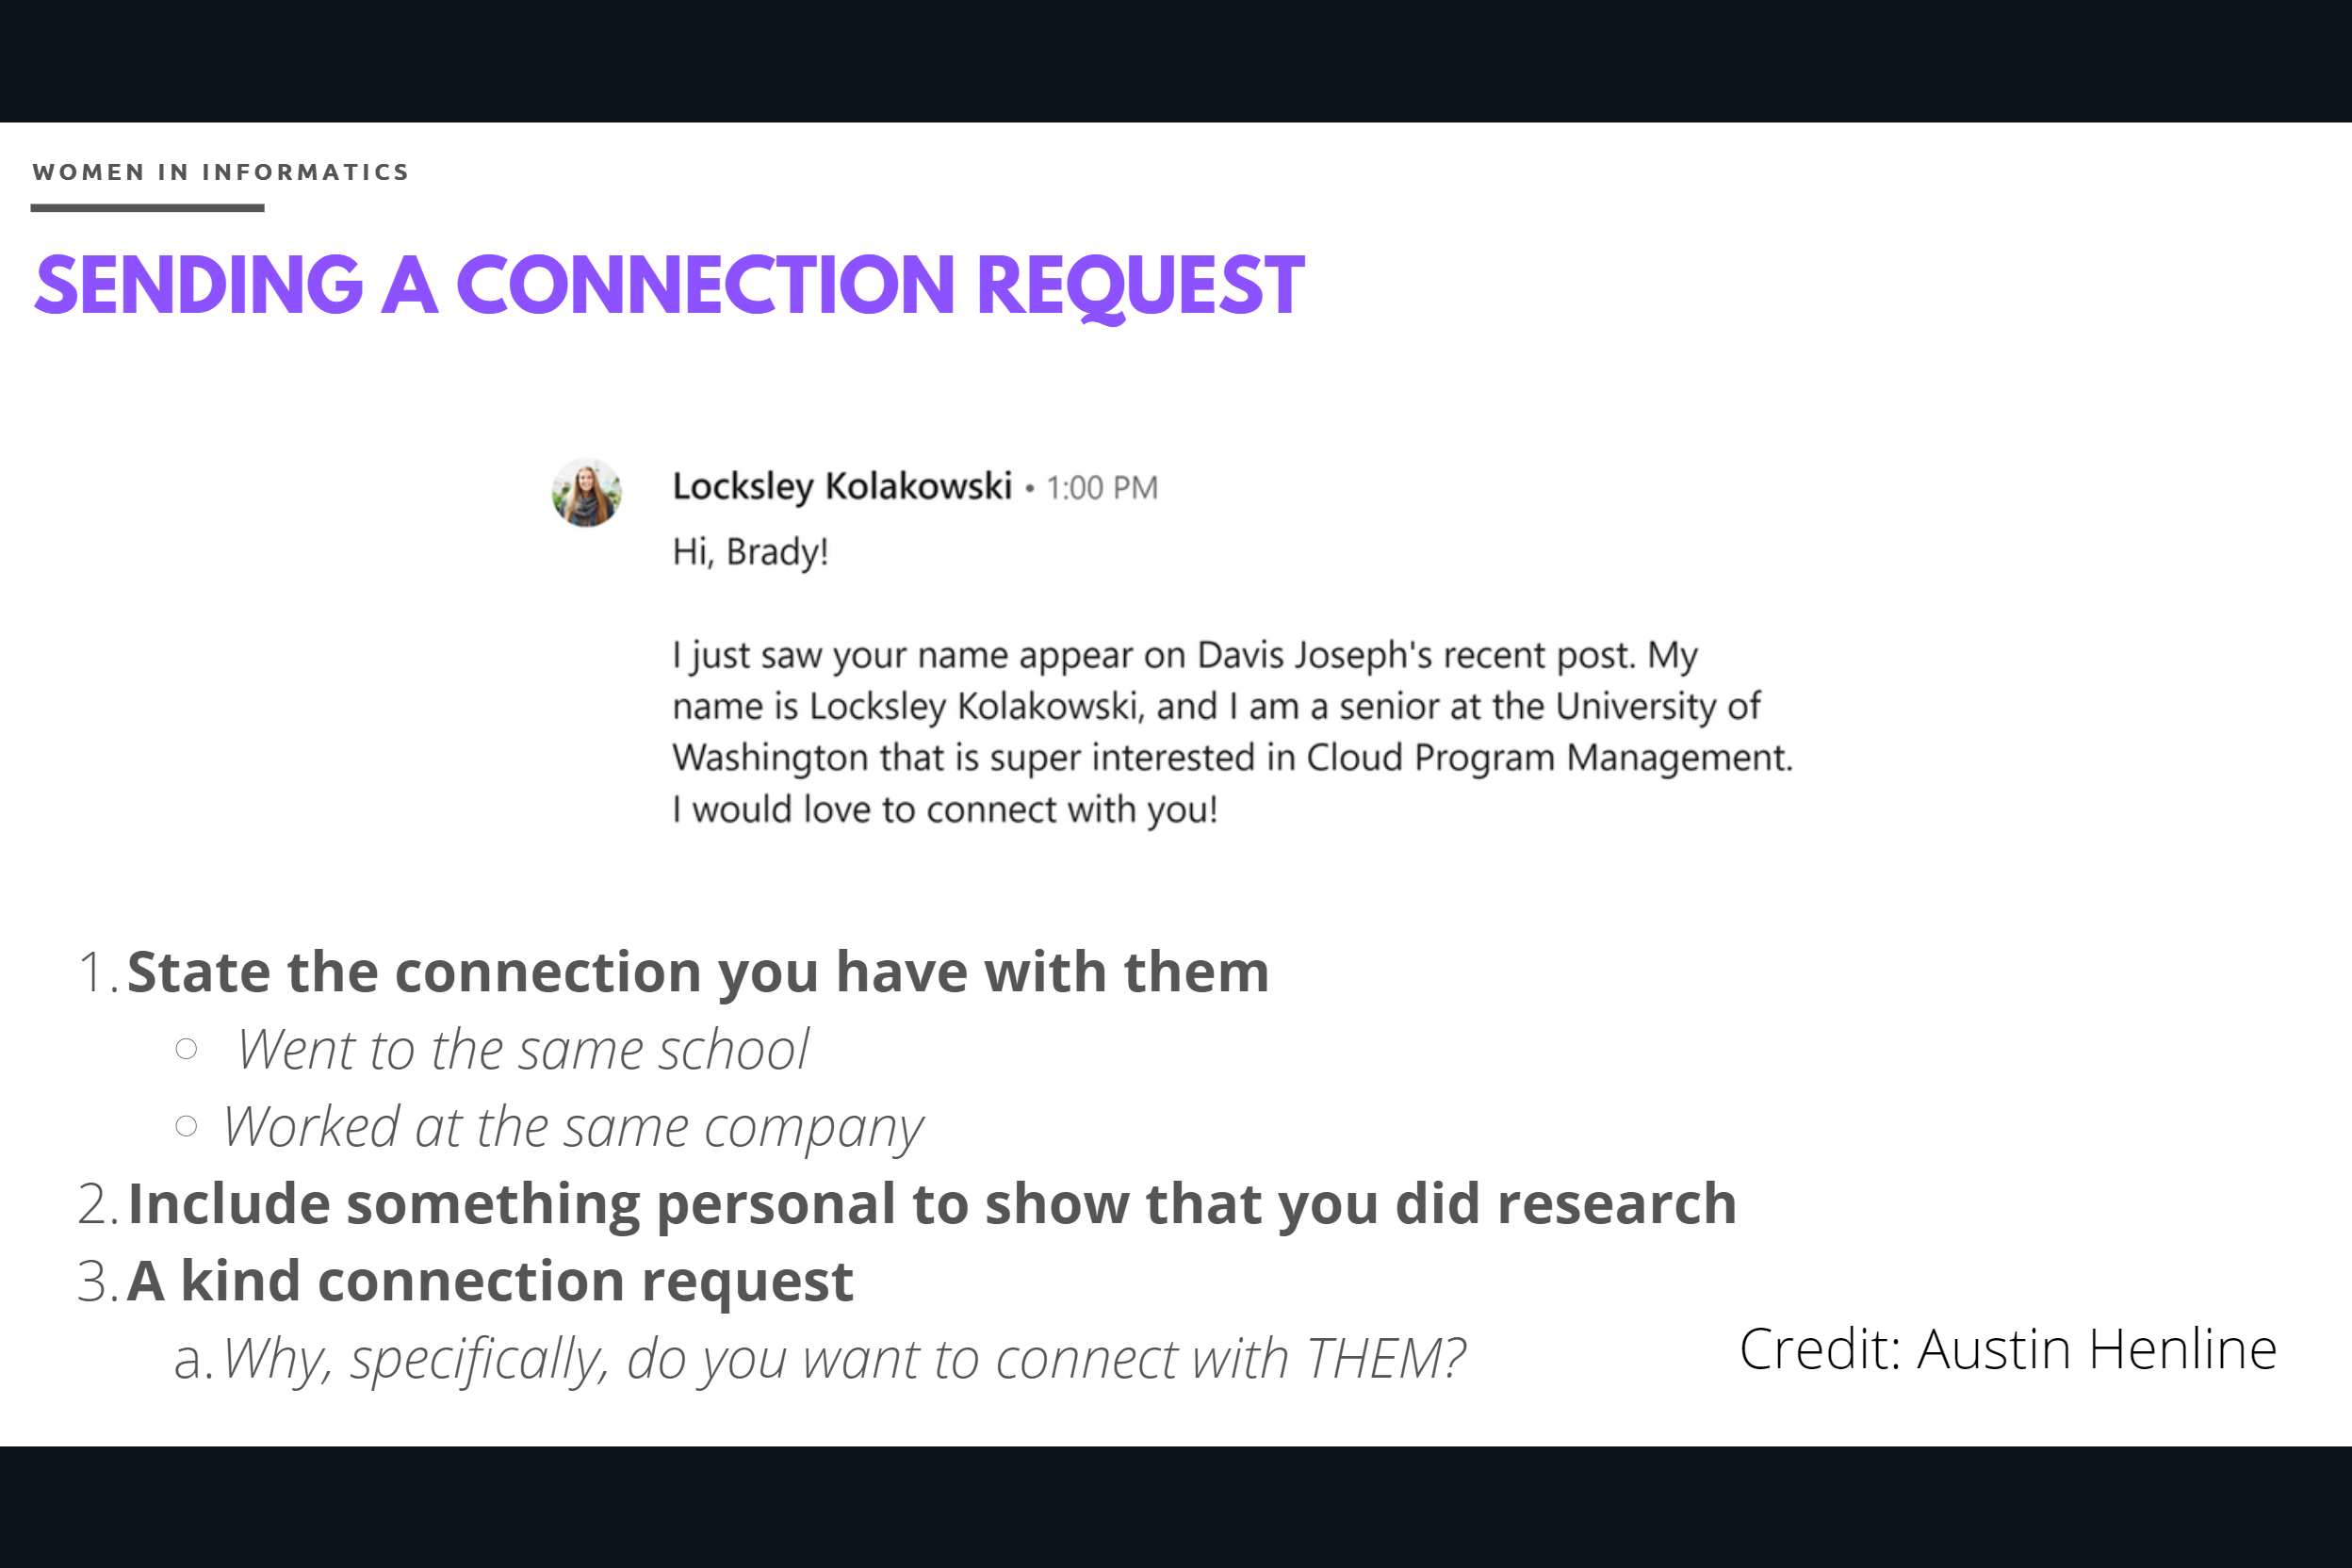 WOMEN IN INFORMATICS
SENDING A CONNECTION REQUEST
Locksley Kolakowski • 1:00 PM
Hi, Brady!
I just saw your name appear on Davis Joseph's recent post. My
name is Locksley Kolakowski, and I am a senior at the University of
Washington that is super interested in Cloud Program Management.
I would love to connect with you!
1. State the connection you have with them
○ Went to the same school
○ Worked at the same company
2. Include something personal to show that you did research
3. A kind connection request
a. Why, specifically, do you want to connect with THEM?
Credit: Austin Henline